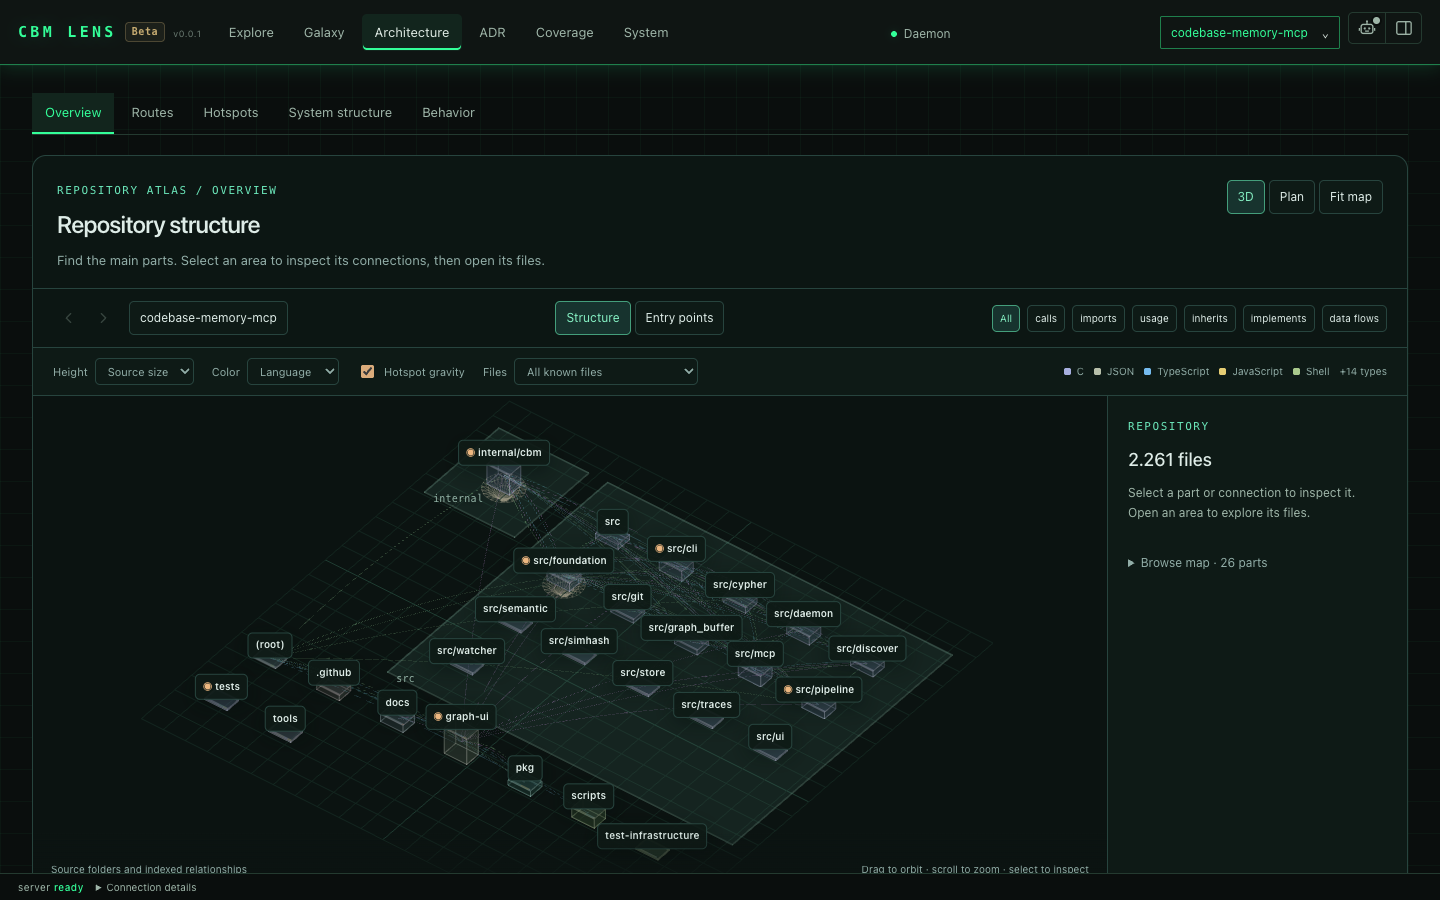 CBM LENS Beta v0.0.1 Explore Galaxy Architecture ADR Coverage System Daemon codebase-memory-mcp
Overview Routes Hotspots System structure Behavior
REPOSITORY ATLAS / OVERVIEW
3D Plan Fit map
Repository structure
Find the main parts. Select an area to inspect its connections, then open its files.
codebase-memory-mcp Structure Entry points All calls imports usage inherits implements data flows
Height Source size Color Language Hotspot gravity Files All known files C JSON TypeScript JavaScript Shell +14 types
internal/cbm
internal
src
src/cli
src/foundation
src/cypher
src/git
src/semantic
src/daemon
src/graph_buffer
src/simhash
(root)
src/watcher
src/mcp
src/discover
.github
src/store
src
tests
src/pipeline
docs
src/traces
tools
graph-ui
src/ui
pkg
scripts
test-infrastructure
Source folders and indexed relationships
Drag to orbit · scroll to zoom · select to inspect
REPOSITORY
2.261 files
Select a part or connection to inspect it.
Open an area to explore its files.
Browse map · 26 parts
server ready Connection details